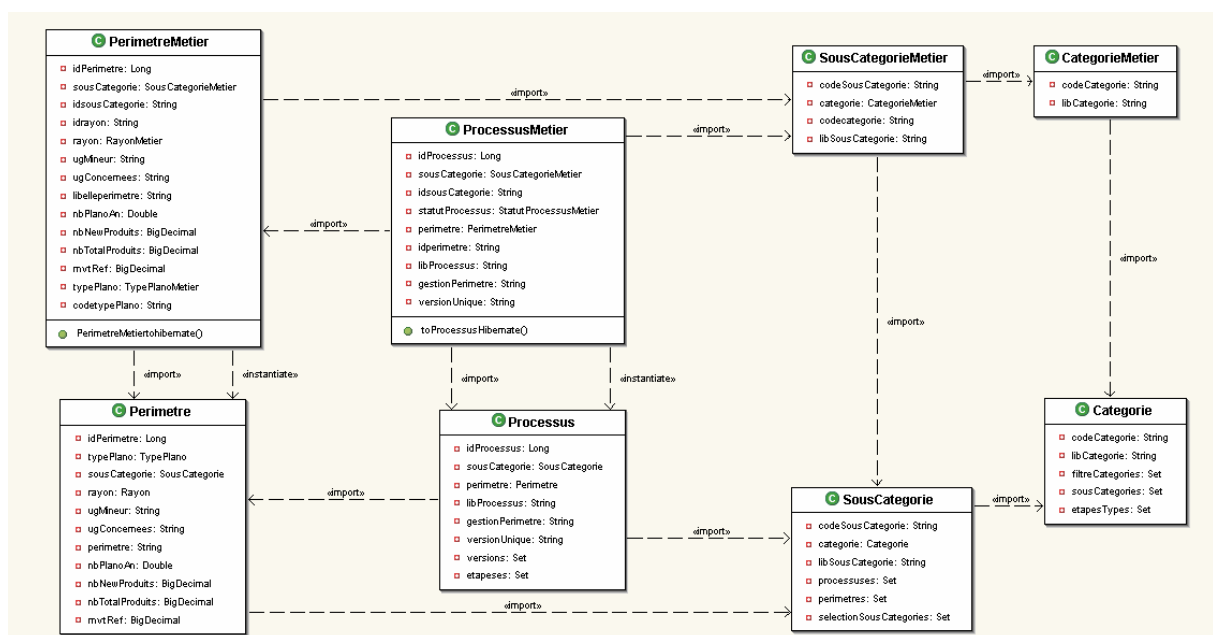 PerimetreMetier
idPerimetre: Long
sousCategorie: SousCategorieMetier
idsousCategorie: String
idrayon: String
rayon: RayonMetier
ugMineur: String
ugConcernees: String
libelleperimetre: String
nbPlanoAn: Double
nbNewProduits: BigDecimal
nbTotalProduits: BigDecimal
mvtRef: BigDecimal
typePlano: TypePlanoMetier
codetypePlano: String
PerimetreMetiertohibernate()
ProcessusMetier
idProcessus: Long
sousCategorie: SousCategorieMetier
idsousCategorie: String
statutProcessus: StatutProcessusMetier
perimetre: PerimetreMetier
idperimetre: String
libProcessus: String
gestionPerimetre: String
versionUnique: String
toProcessusHibernate()
SousCategorieMetier
codeSousCategorie: String
categorie: CategorieMetier
codecategorie: String
libSousCategorie: String
CategorieMetier
codeCategorie: String
libCategorie: String
«import»
«import»
«import»
«import»
«import»
«import»
«import»
«instantiate»
«import»
«instantiate»
Perimetre
idPerimetre: Long
typePlano: TypePlano
sousCategorie: SousCategorie
rayon: Rayon
ugMineur: String
ugConcernees: String
perimetre: String
nbPlanoAn: Double
nbNewProduits: BigDecimal
nbTotalProduits: BigDecimal
mvtRef: BigDecimal
Processus
idProcessus: Long
sousCategorie: SousCategorie
perimetre: Perimetre
libProcessus: String
gestionPerimetre: String
versionUnique: String
versions: Set
etapeses: Set
SousCategorie
codeSousCategorie: String
categorie: Categorie
libSousCategorie: String
processuses: Set
perimetres: Set
selectionSousCategories: Set
Categorie
codeCategorie: String
libCategorie: String
filtreCategories: Set
sousCategories: Set
etapesTypes: Set
«import»
«import»
«import»
«import»